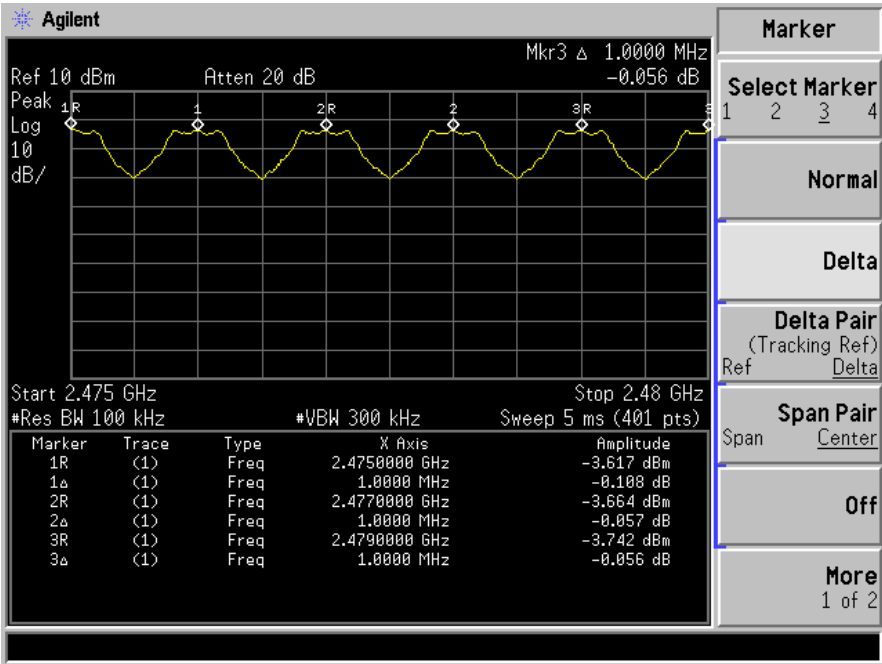 Agilent
Marker
Mkr3 Δ 1.0000 MHz
Ref 10 dBm Atten 20 dB -0.056 dB
Peak
Log
10
dB/
1R 1 2R 2 3R 3
Start 2.475 GHz Stop 2.48 GHz
#Res BW 100 kHz #VBW 300 kHz Sweep 5 ms (401 pts)
Marker Trace Type X Axis Amplitude
1R (1) Freq 2.4750000 GHz -3.617 dBm
1Δ (1) Freq 1.0000 MHz -0.108 dB
2R (1) Freq 2.4770000 GHz -3.664 dBm
2Δ (1) Freq 1.0000 MHz -0.057 dB
3R (1) Freq 2.4790000 GHz -3.742 dBm
3Δ (1) Freq 1.0000 MHz -0.056 dB
Select Marker
1 2 3 4
Normal
Delta
Delta Pair
(Tracking Ref)
Ref Delta
Span Pair
Span Center
Off
More
1 of 2